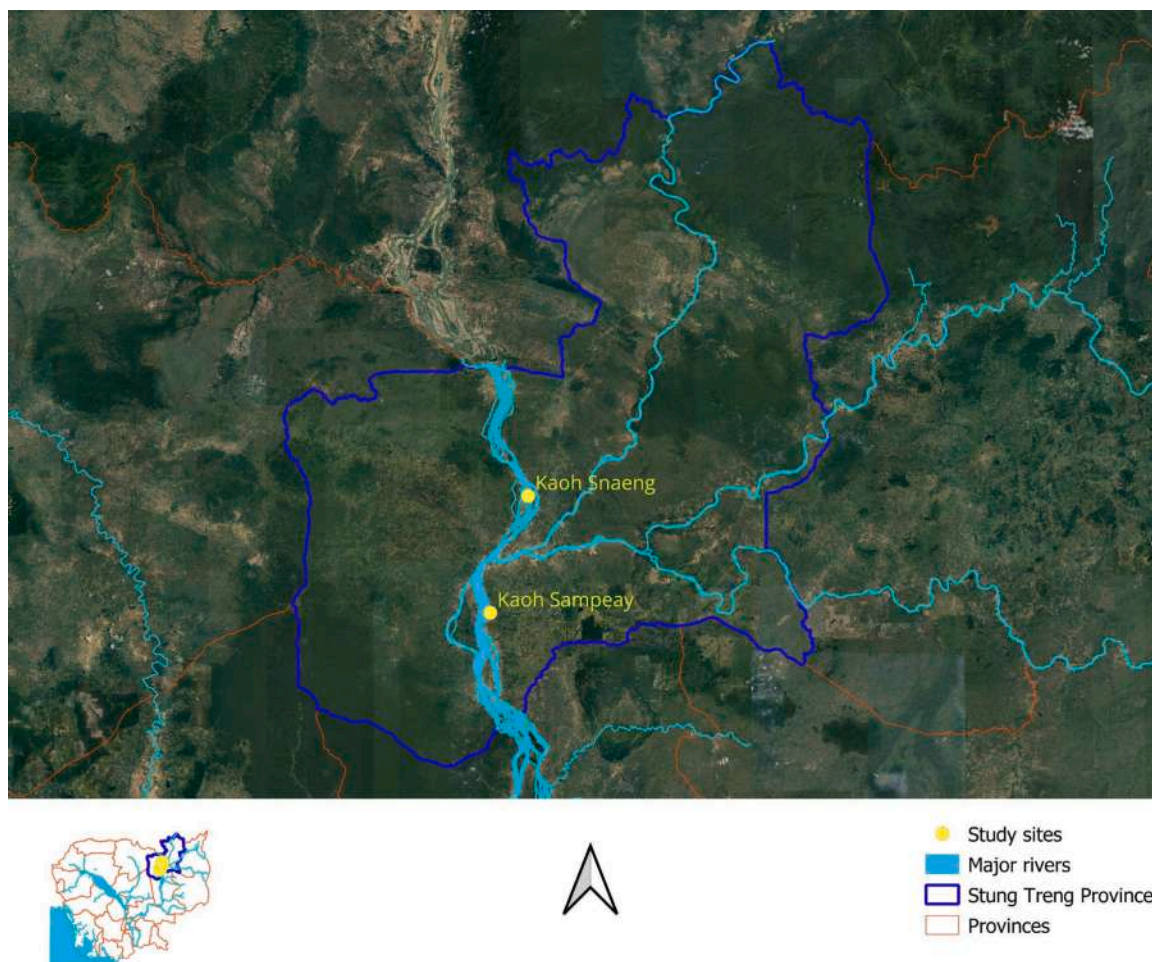 Kaoh Snaeng
Kaoh Sampeay
Study sites
Major rivers
Stung Treng Province
Provinces